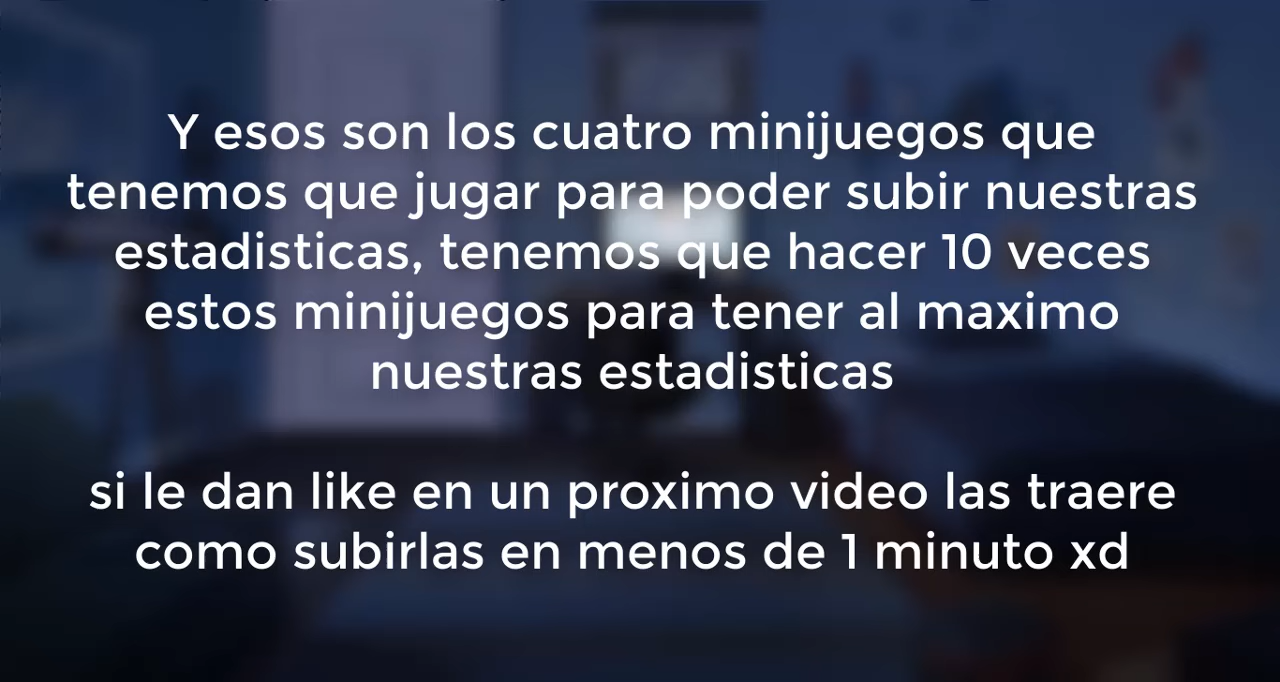 Y esos son los cuatro minijuegos que
tenemos que jugar para poder subir nuestras
estadisticas, tenemos que hacer 10 veces
estos minijuegos para tener al maximo
nuestras estadisticas
si le dan like en un proximo video las traere
como subirlas en menos de 1 minuto xd